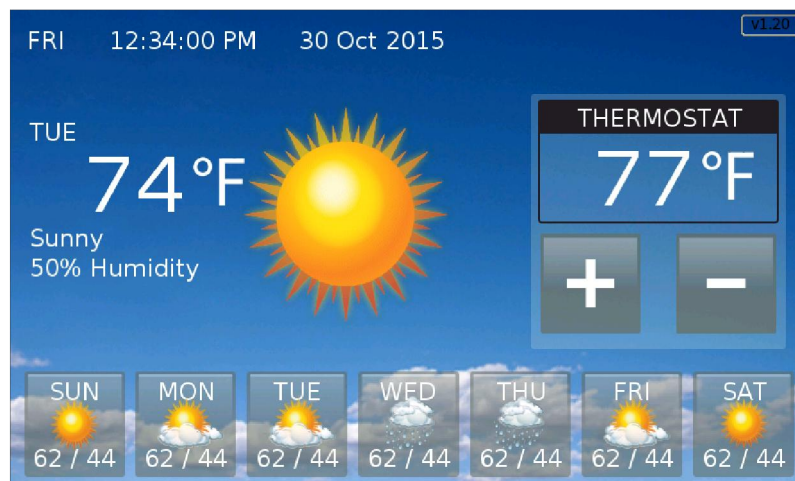 FRI 12:34:00 PM 30 Oct 2015
v1.20
TUE
74°F
Sunny
50% Humidity
THERMOSTAT
77°F
+ −
SUN MON TUE WED THU FRI SAT
62 / 44 62 / 44 62 / 44 62 / 44 62 / 44 62 / 44 62 / 44